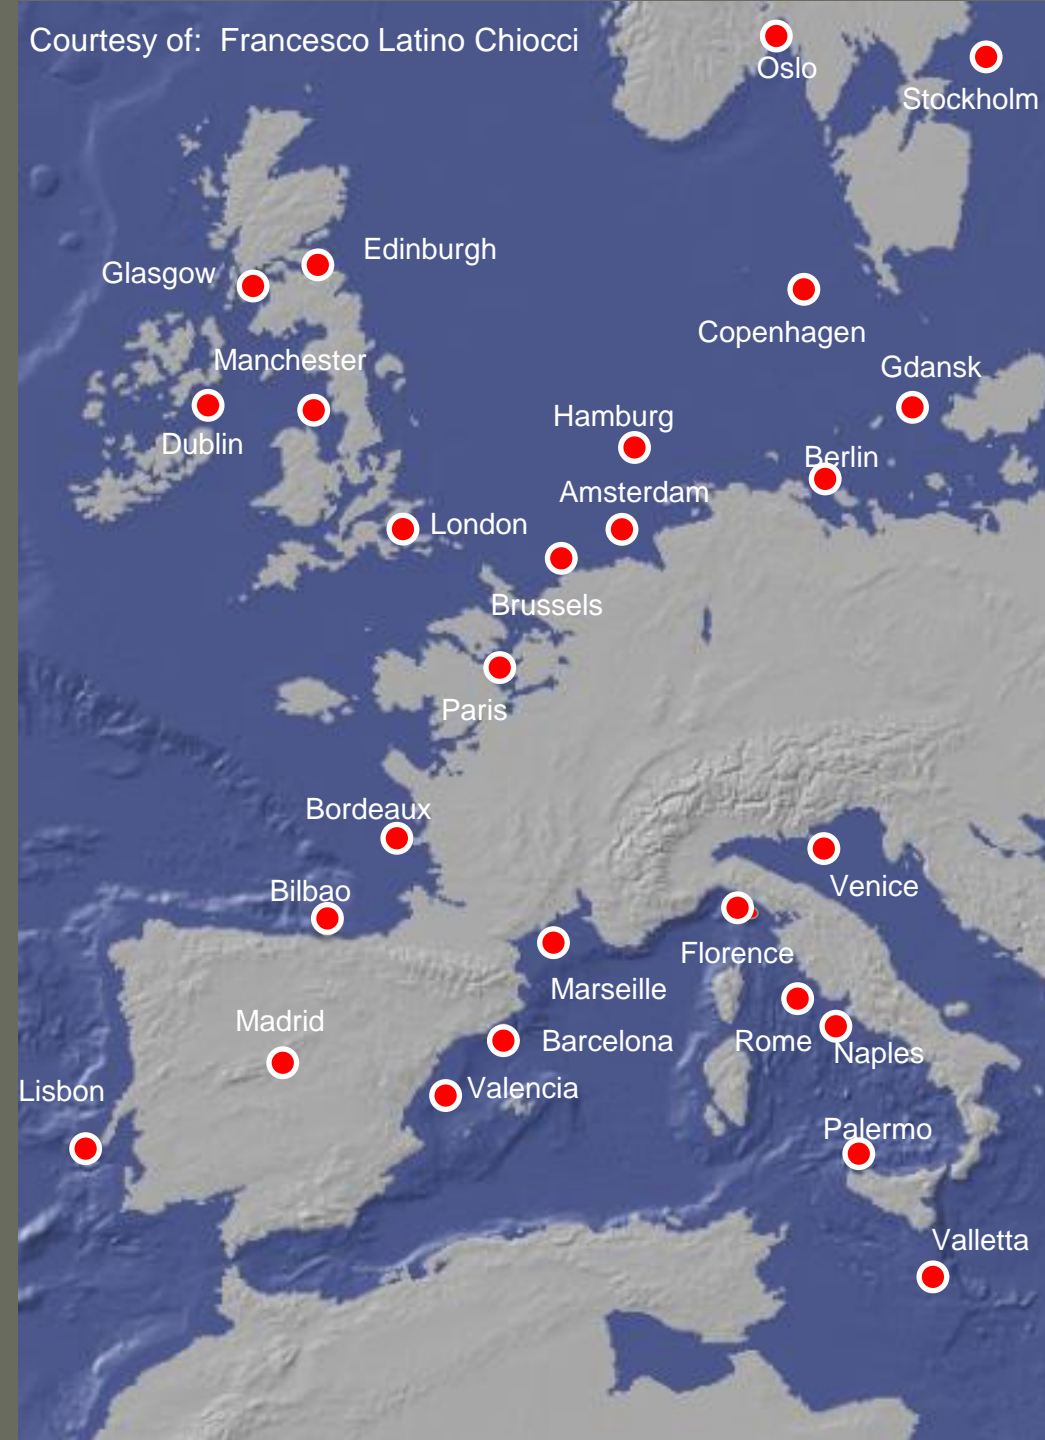 Courtesy of:  Francesco Latino Chiocci
Oslo
Stockholm
Edinburgh
Glasgow
Copenhagen
Manchester
Gdansk
Hamburg
Dublin
Berlin
Amsterdam
London
Brussels
Paris
Bordeaux
Venice
Bilbao
Florence
Marseille
Madrid
Barcelona
Rome
Naples
Lisbon
Valencia
Palermo
Valletta